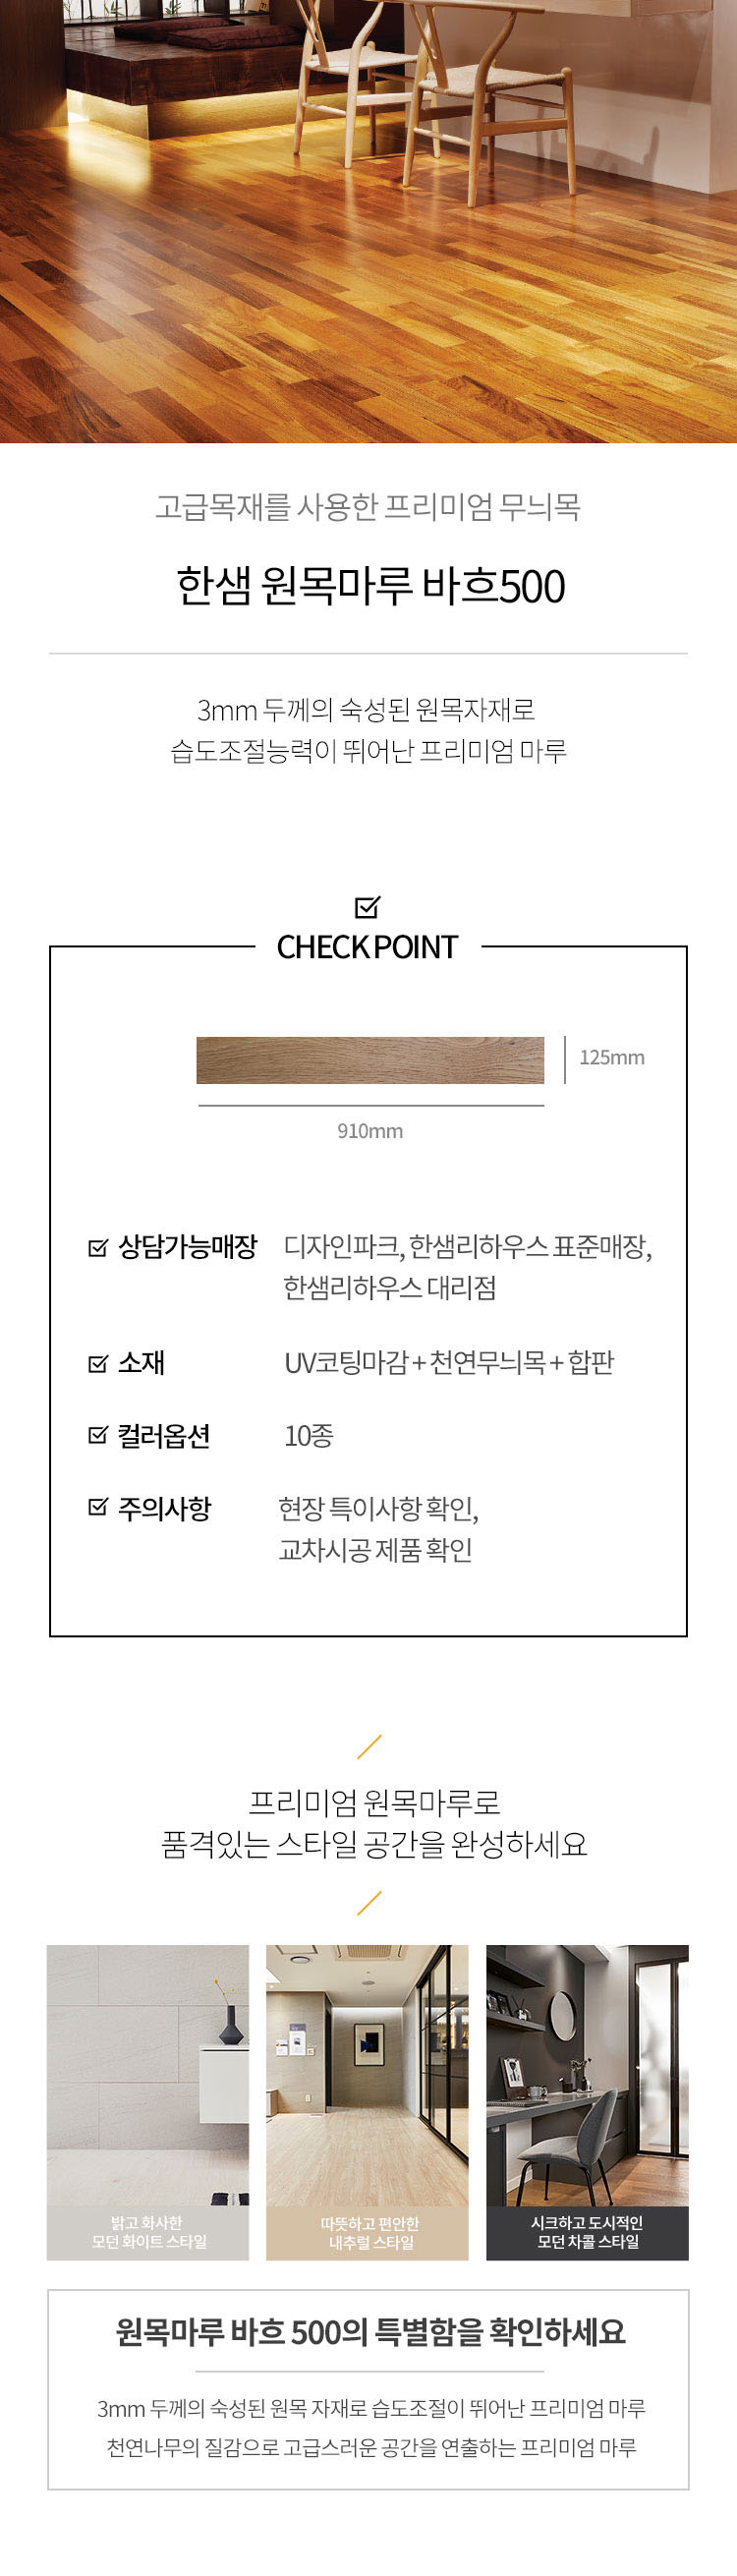 고급목재를 사용한 프리미엄 무늬목
한샘 원목마루 바흐500
3mm 두께의 숙성된 원목자재로
습도조절능력이 뛰어난 프리미엄 마루
CHECK POINT
125mm
910mm
상담가능매장 디자인파크, 한샘리하우스 표준매장,
한샘리하우스 대리점
소재 UV코팅마감 + 천연무늬목 + 합판
컬러옵션 10종
주의사항 현장 특이사항 확인,
교차시공 제품 확인
프리미엄 원목마루로
품격있는 스타일 공간을 완성하세요
밝고 화사한
모던 화이트 스타일
따뜻하고 편안한
내추럴 스타일
시크하고 도시적인
모던 차콜 스타일
원목마루 바흐 500의 특별함을 확인하세요
3mm 두께의 숙성된 원목 자재로 습도조절이 뛰어난 프리미엄 마루
천연나무의 질감으로 고급스러운 공간을 연출하는 프리미엄 마루